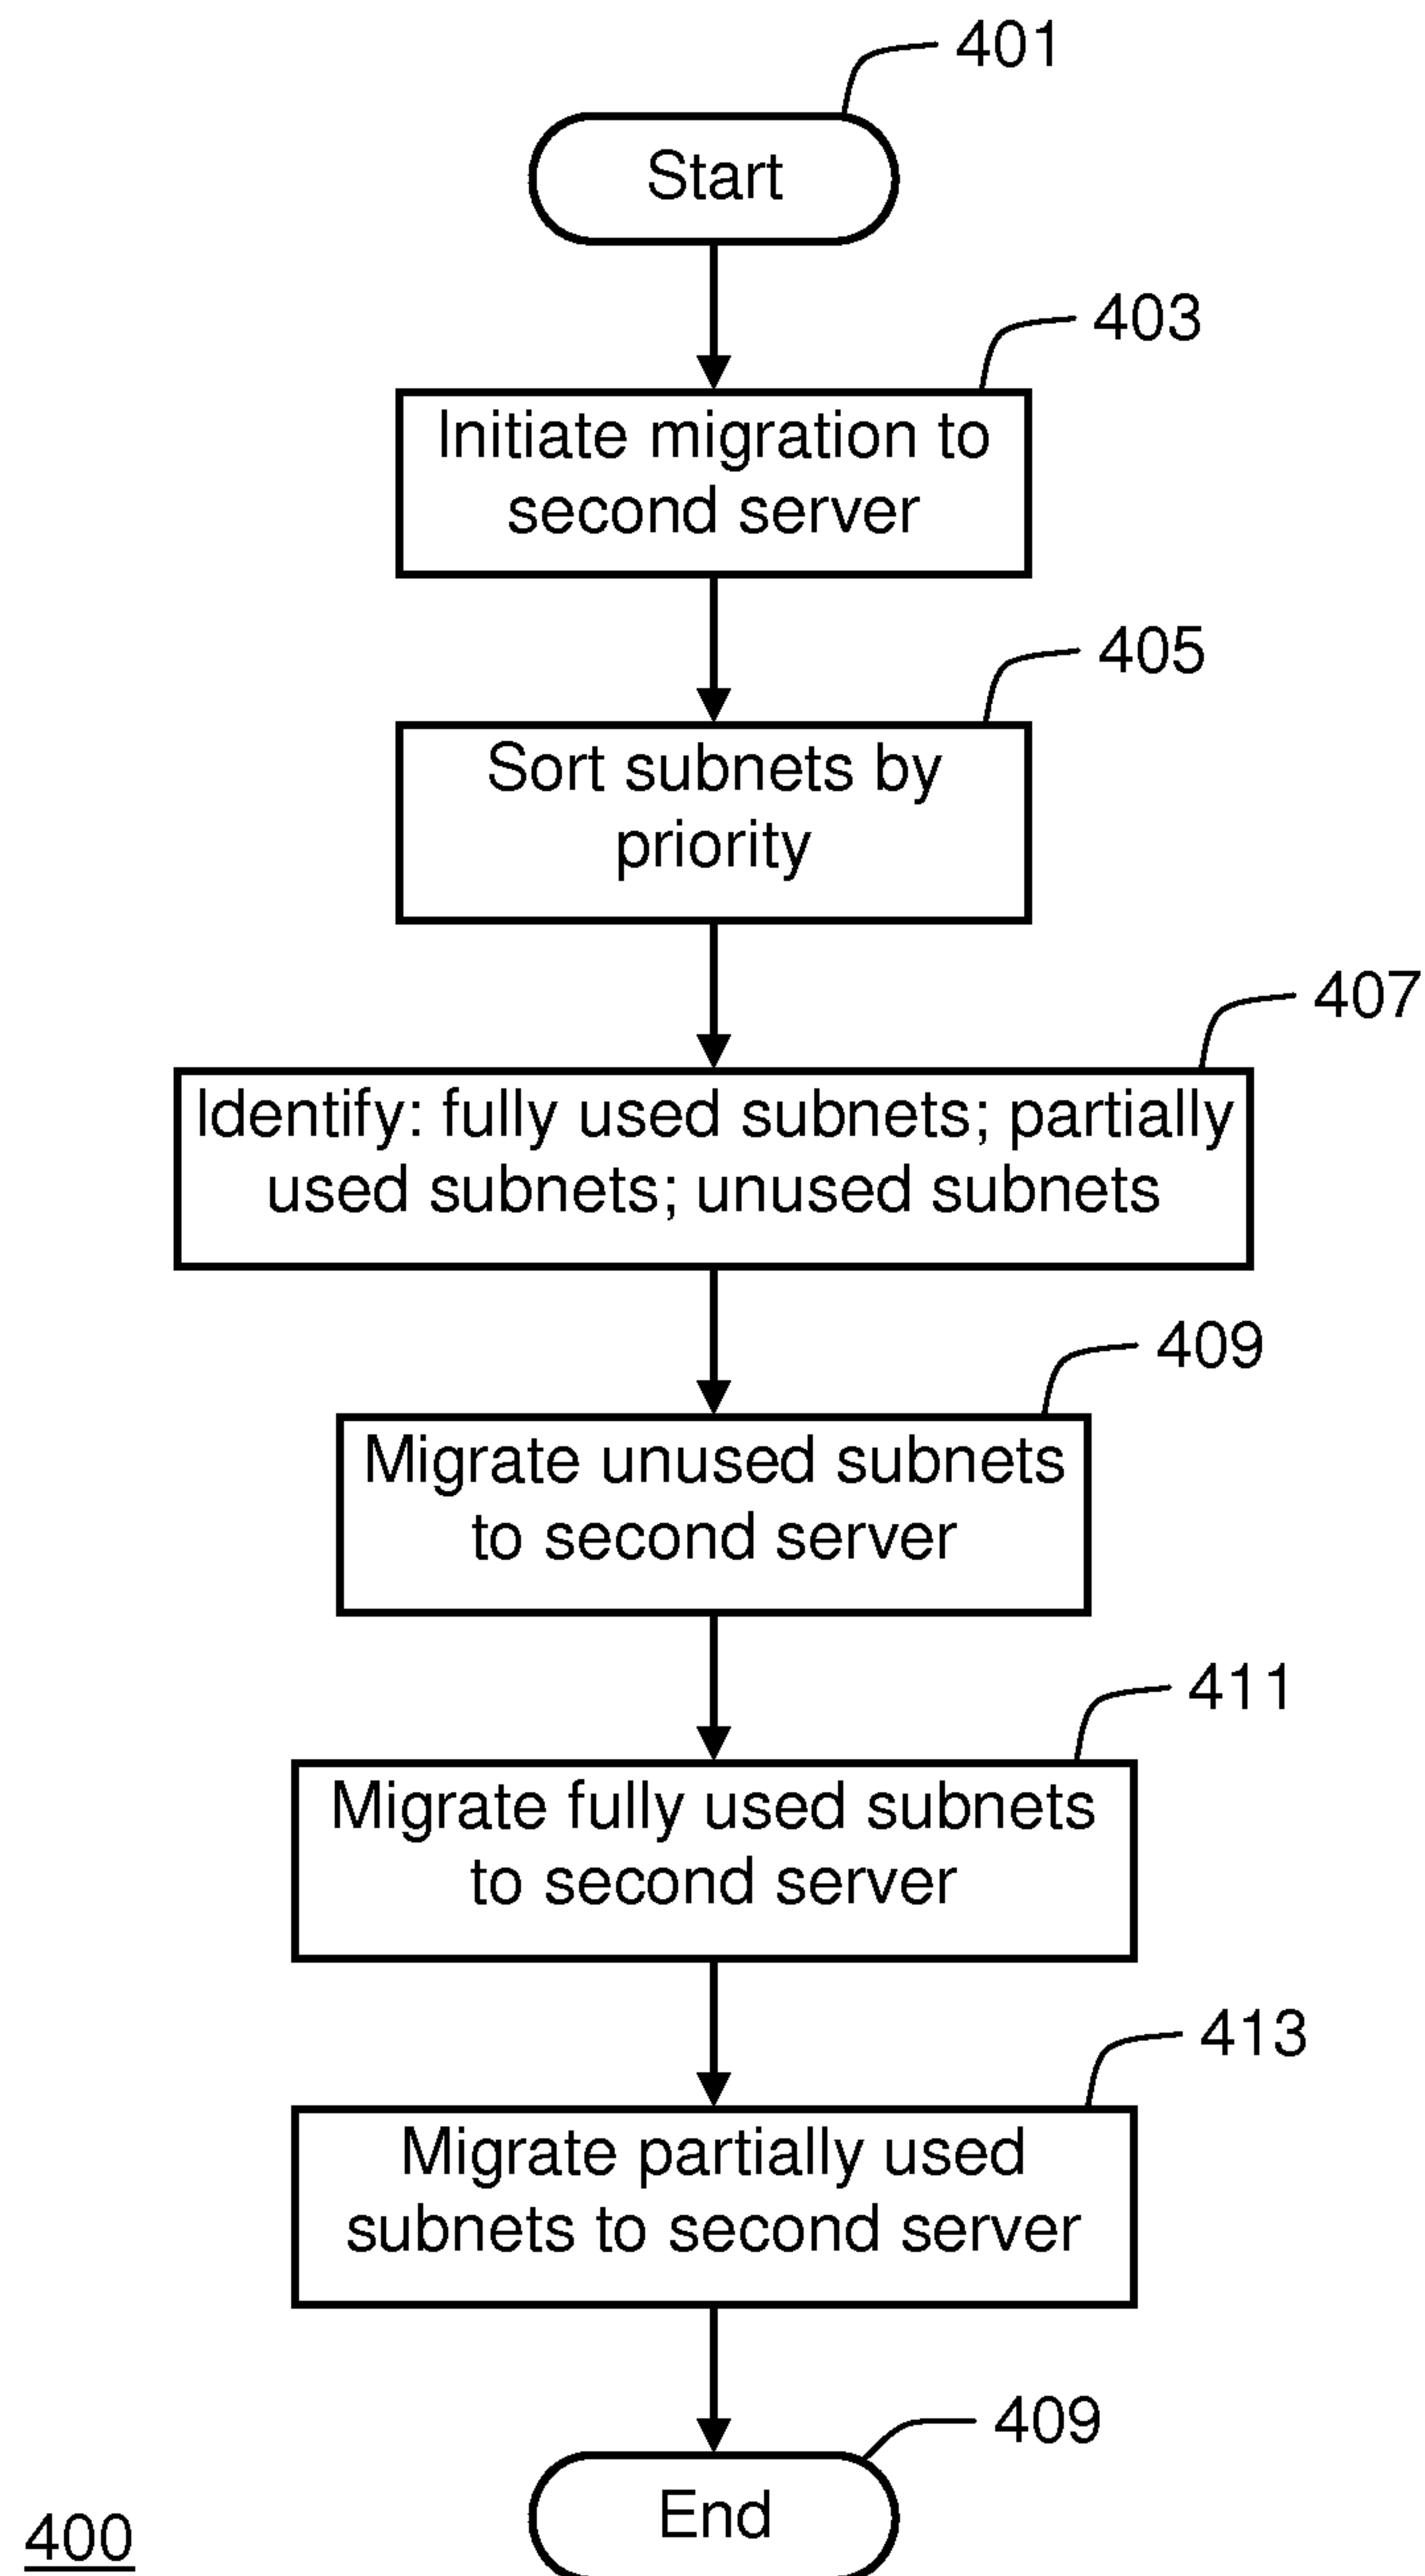 401
Start
403
Initiate migration to
second server
405
Sort subnets by
priority
407
Identify: fully used subnets; partially
used subnets; unused subnets
409
Migrate unused subnets
to second server
411
Migrate fully used subnets
to second server
413
Migrate partially used
subnets to second server
409
End
400